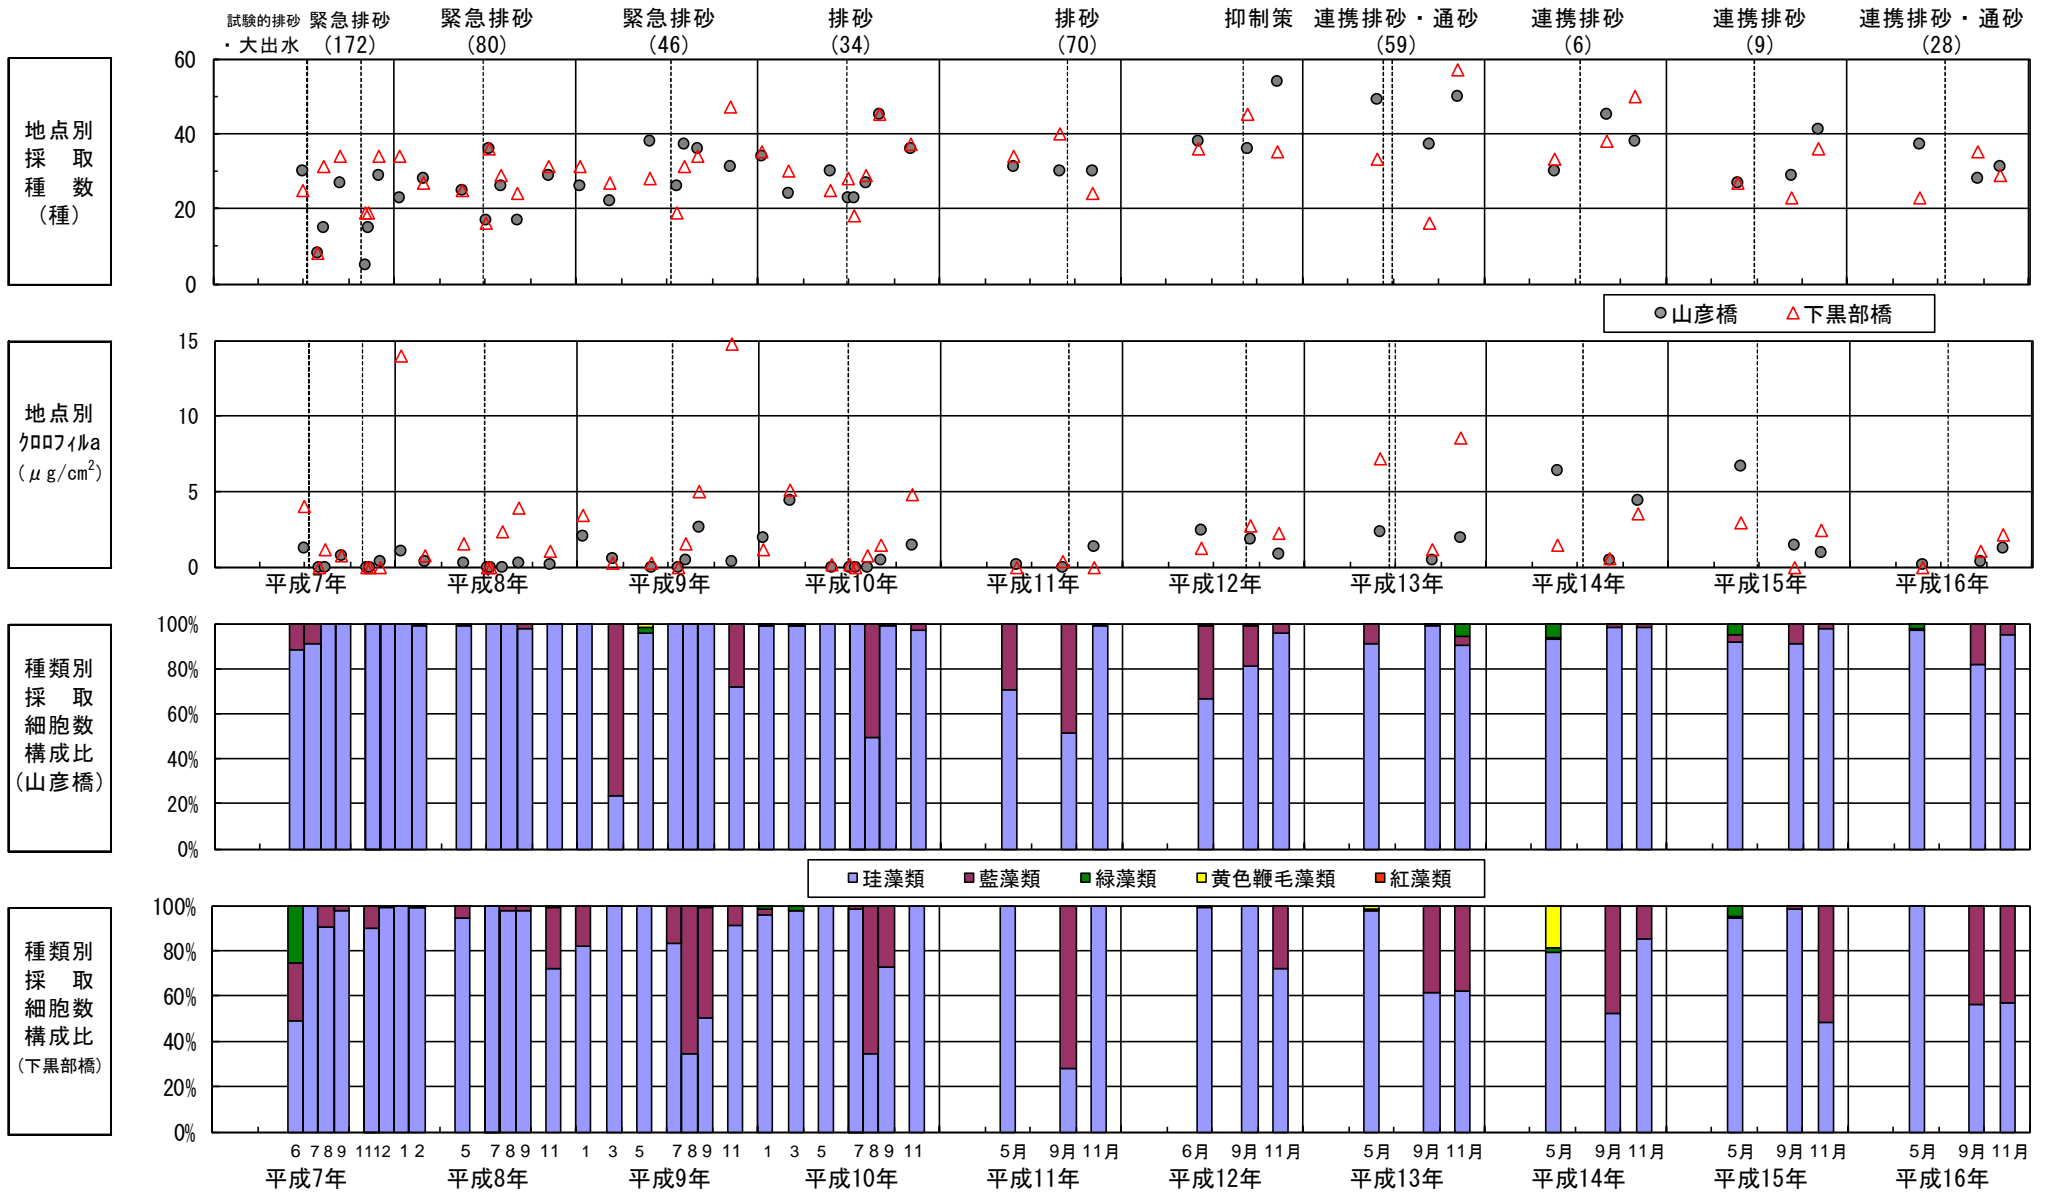 試験的排砂 緊急排砂 緊急排砂 緊急排砂 排砂 排砂 抑制策 連携排砂・通砂 連携排砂 連携排砂 連携排砂・通砂
・大出水 (172) (80) (46) (34) (70) (59) (6) (9) (28)
地点別
採 取
種 数
(種)
60
40
20
0
山彦橋 下黒部橋
地点別
クロロフィルa
(μg/cm²)
15
10
5
0
平成7年 平成8年 平成9年 平成10年 平成11年 平成12年 平成13年 平成14年 平成15年 平成16年
種類別
採 取
細胞数
構成比
(山彦橋)
100%
80%
60%
40%
20%
0%
珪藻類 藍藻類 緑藻類 黄色鞭毛藻類 紅藻類
種類別
採 取
細胞数
構成比
(下黒部橋)
100%
80%
60%
40%
20%
0%
6 7 8 9 11 12 1 2 5 7 8 9 11 1 3 5 7 8 9 11 1 3 5 7 8 9 11 5月 9月 11月 6月 9月 11月 5月 9月 11月 5月 9月 11月 5月 9月 11月 5月 9月 11月
平成7年 平成8年 平成9年 平成10年 平成11年 平成12年 平成13年 平成14年 平成15年 平成16年